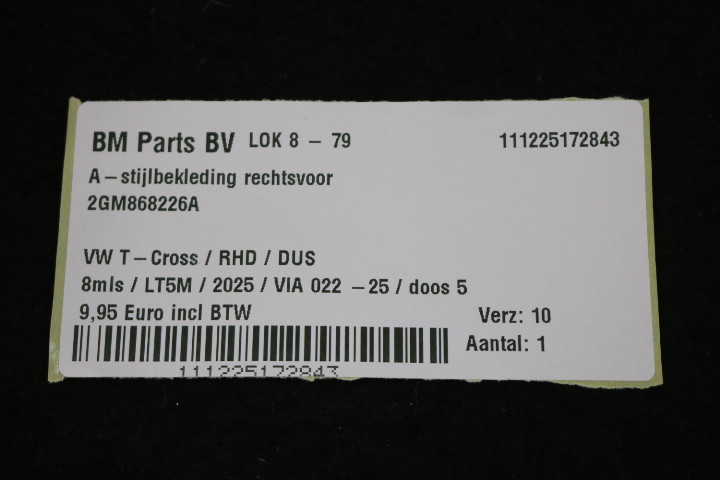 BM Parts BV LOK 8 - 79 111225172843
A-stijlbekleding rechtsvoor
2GM868226A
VW T-Cross / RHD / DUS
8mls / LT5M / 2025 / VIA 022 -25 / doos 5
9,95 Euro incl BTW Verz: 10
Aantal: 1
111225172843